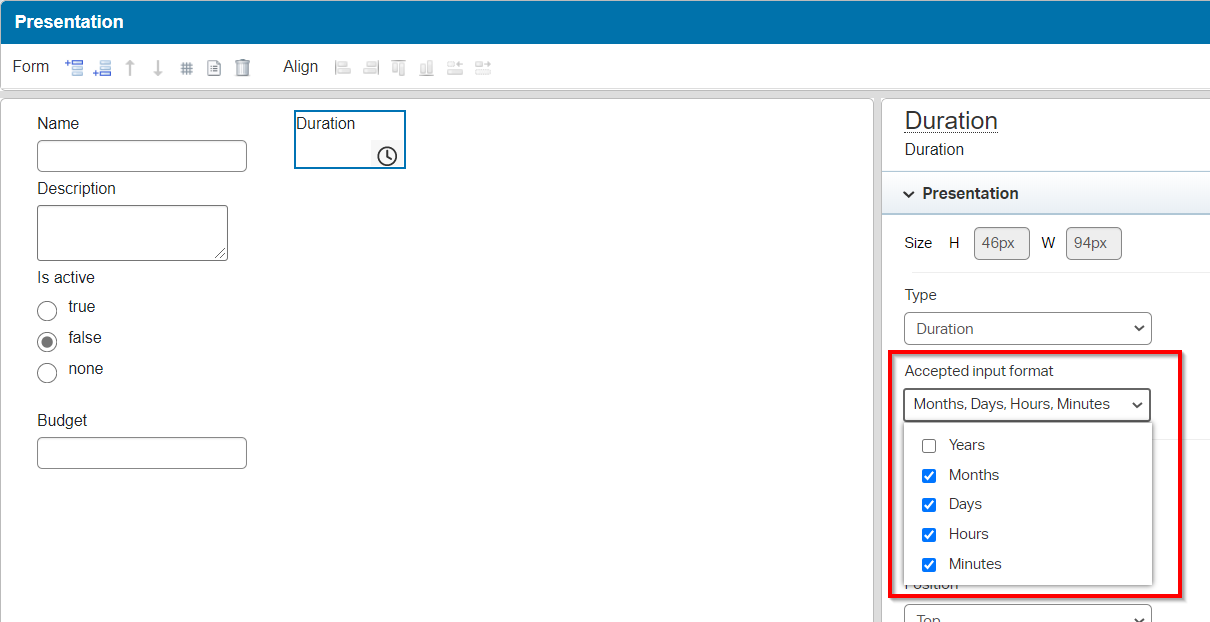 Presentation
Form
Align
Name
Duration
Description
Is active
true
false
none
Budget
Duration
Duration
Presentation
Size H 46px W 94px
Type
Duration
Accepted input format
Months, Days, Hours, Minutes
Years
Months
Days
Hours
Minutes
Position
Top